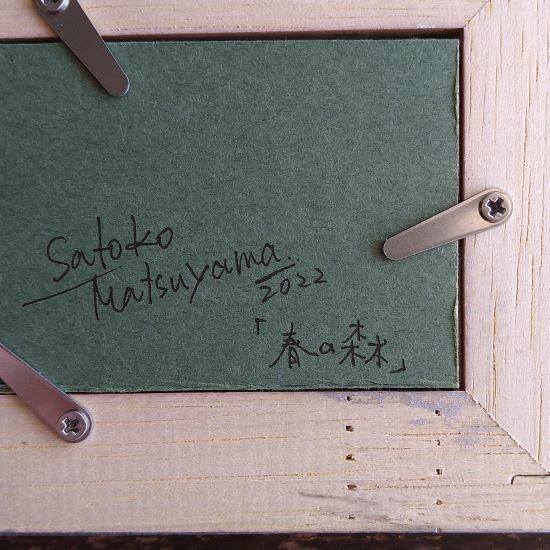 Satoko
Matsuyama.
2022
「春の森」